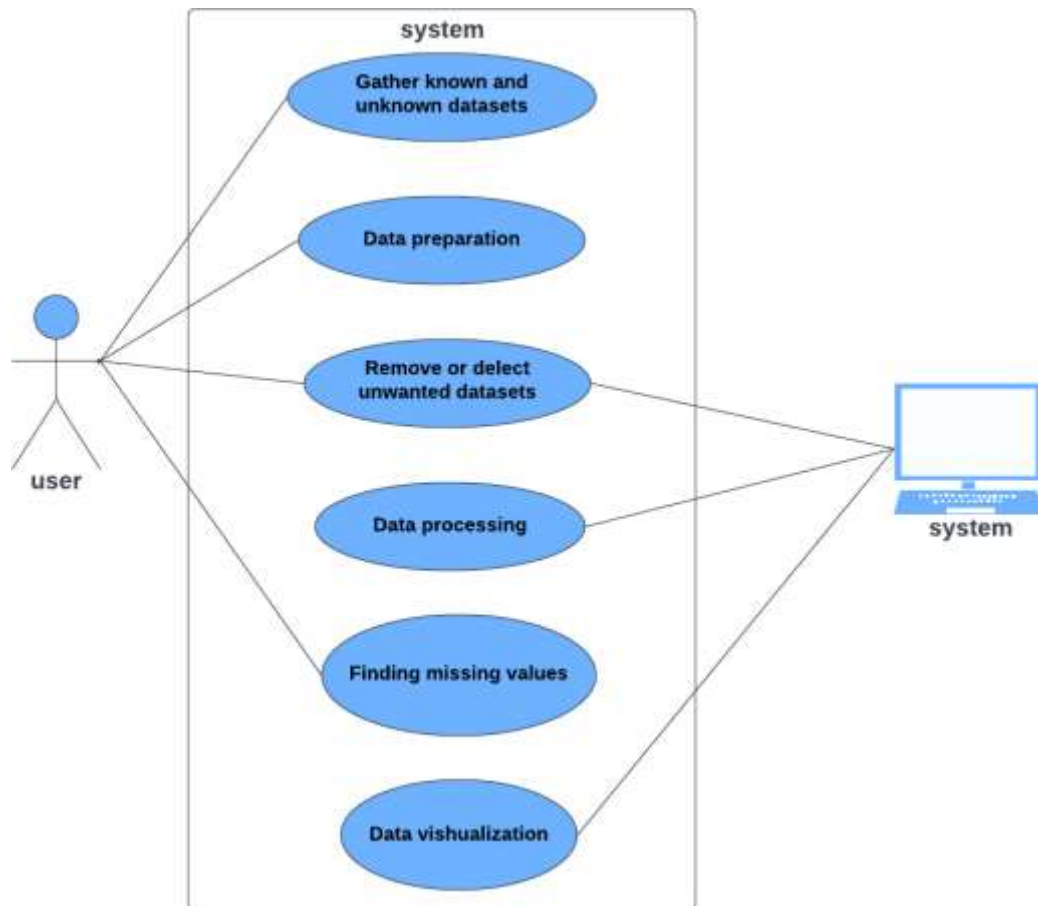 system
Gather known and
unknown datasets
Data preparation
Remove or delect
unwanted datasets
user
Data processing
system
Finding missing values
Data vishualization